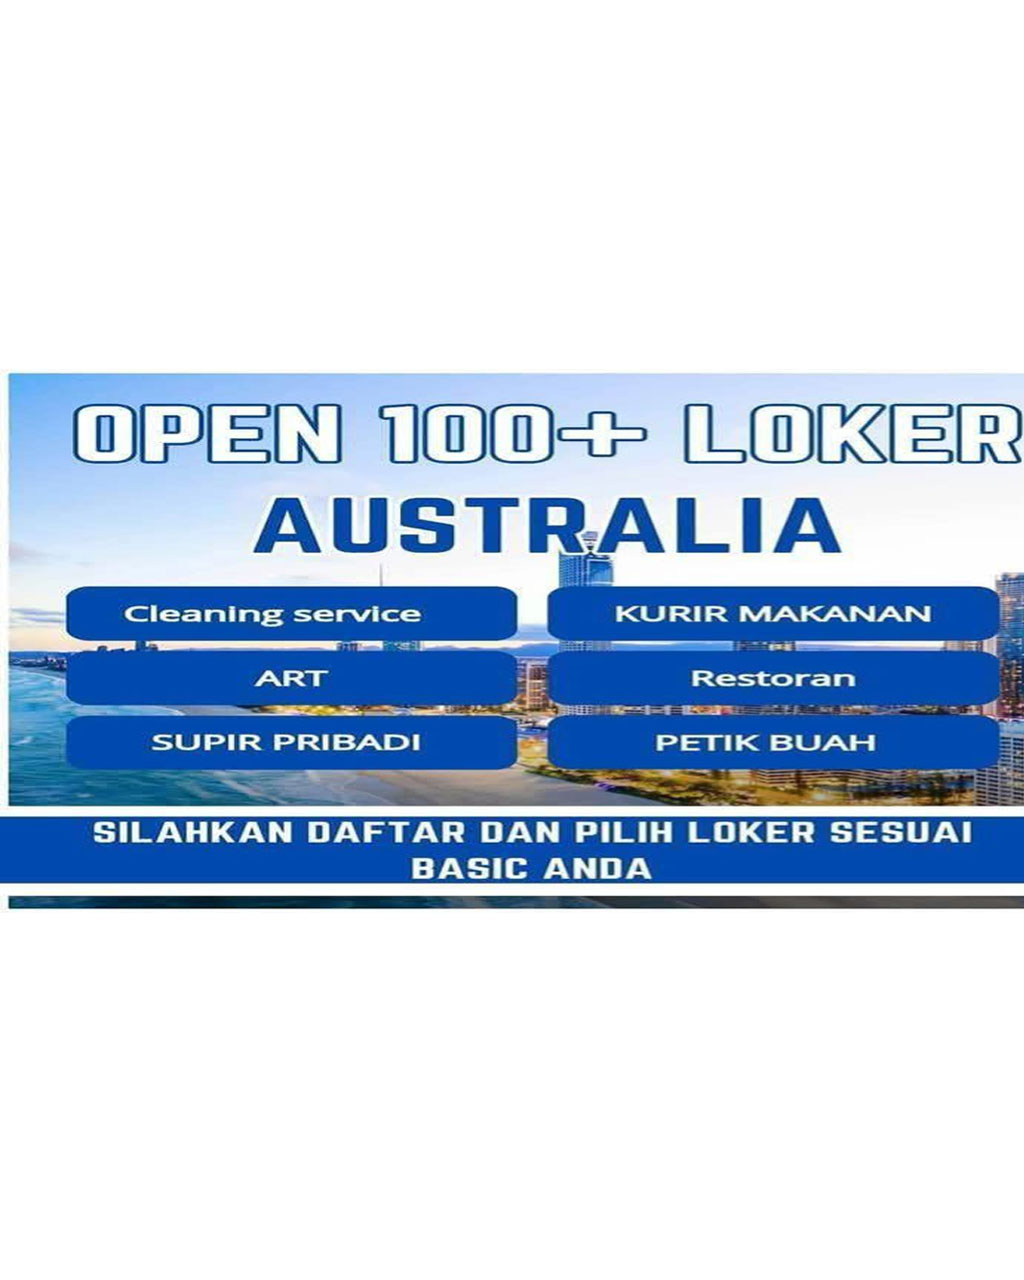 OPEN 100+ LOKER
AUSTRALIA
Cleaning service
KURIR MAKANAN
ART
Restoran
SUPIR PRIBADI
PETIK BUAH
SILAHKAN DAFTAR DAN PILIH LOKER SESUAI
BASIC ANDA